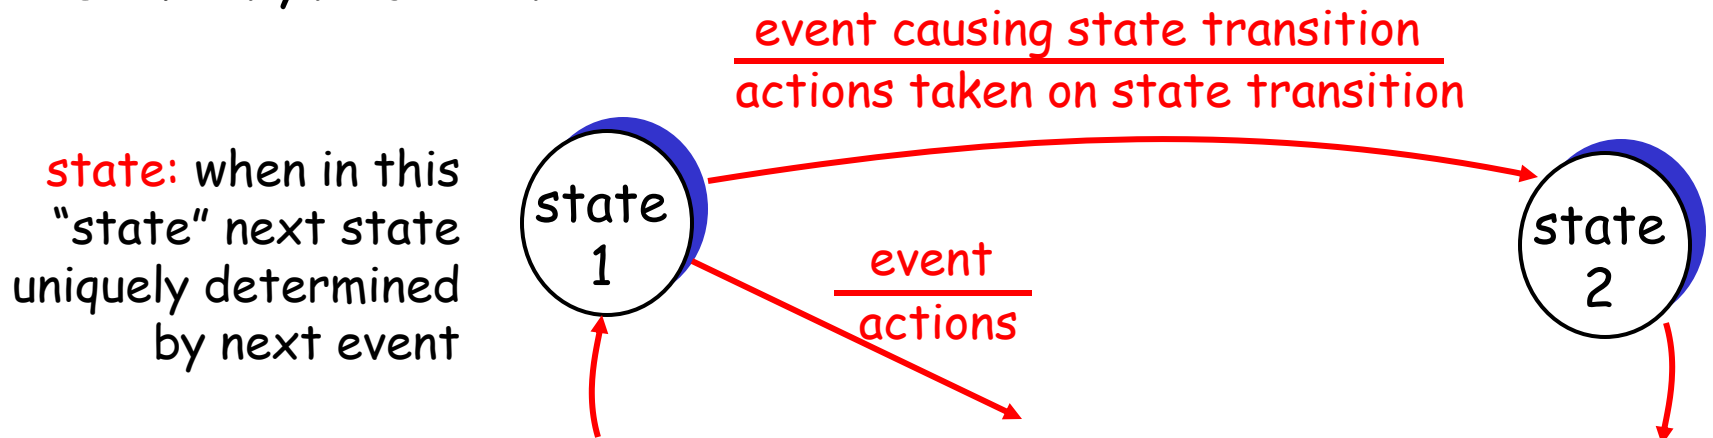 event causing state transition
actions taken on state transition
state: when in this
“state” next state
uniquely determined
by next event
state
1
event
actions
state
2